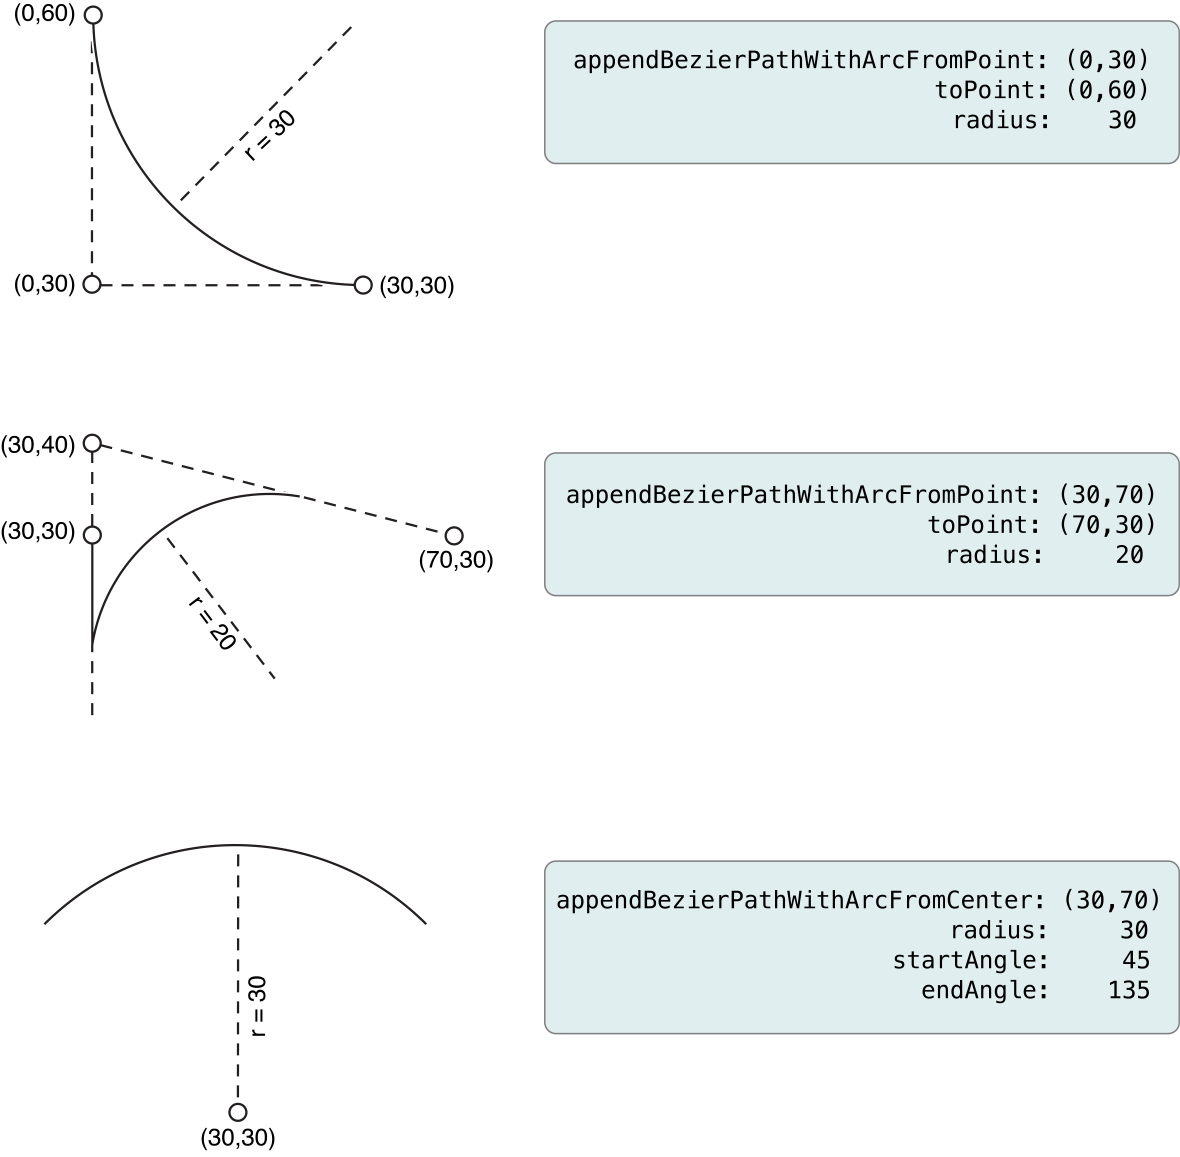 (0,60)
r = 30
(0,30)
(30,30)
appendBezierPathWithArcFromPoint: (0,30)
toPoint: (0,60)
radius: 30
(30,40)
(30,30)
(70,30)
r = 20
appendBezierPathWithArcFromPoint: (30,70)
toPoint: (70,30)
radius: 20
r = 30
(30,30)
appendBezierPathWithArcFromCenter: (30,70)
radius: 30
startAngle: 45
endAngle: 135